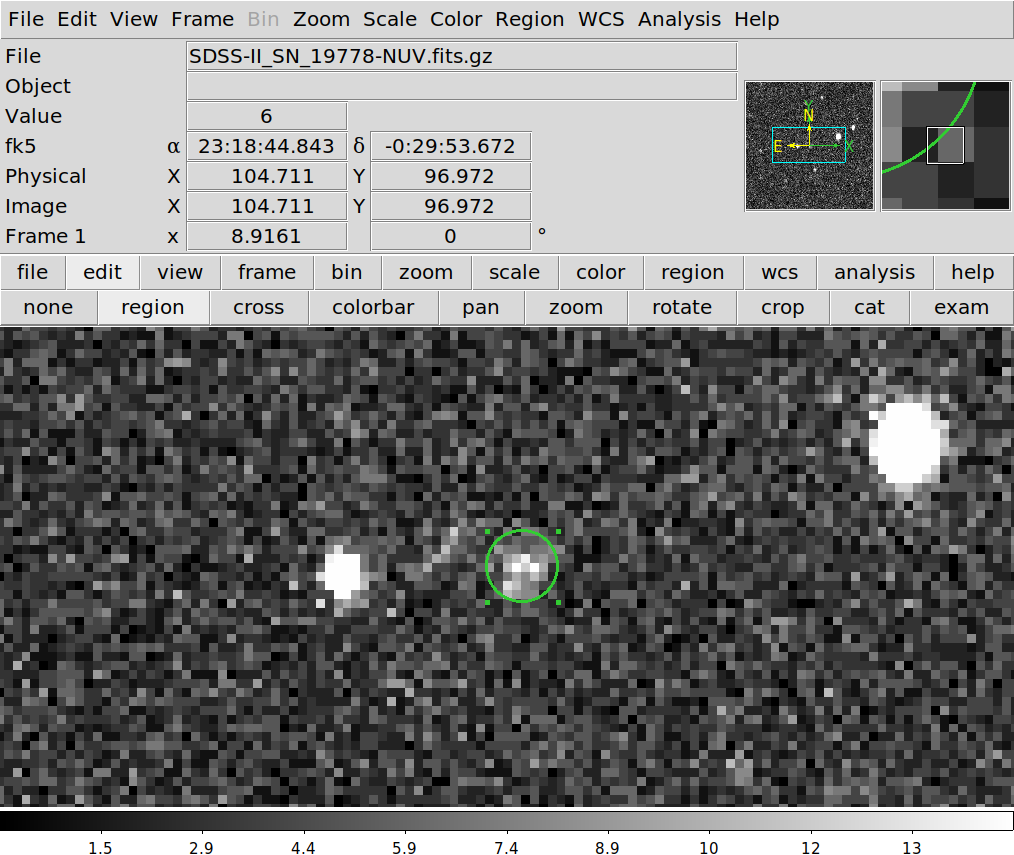 File Edit View Frame Bin Zoom Scale Color Region WCS Analysis Help
File SDSS-II_SN_19778-NUV.fits.gz
Object
Value 6
fk5 α 23:18:44.843 δ -0:29:53.672
Physical X 104.711 Y 96.972
Image X 104.711 Y 96.972
Frame 1 x 8.9161 0 °
Y
N
E
X
file edit view frame bin zoom scale color region wcs analysis help
none region cross colorbar pan zoom rotate crop cat exam
1.5 2.9 4.4 5.9 7.4 8.9 10 12 13